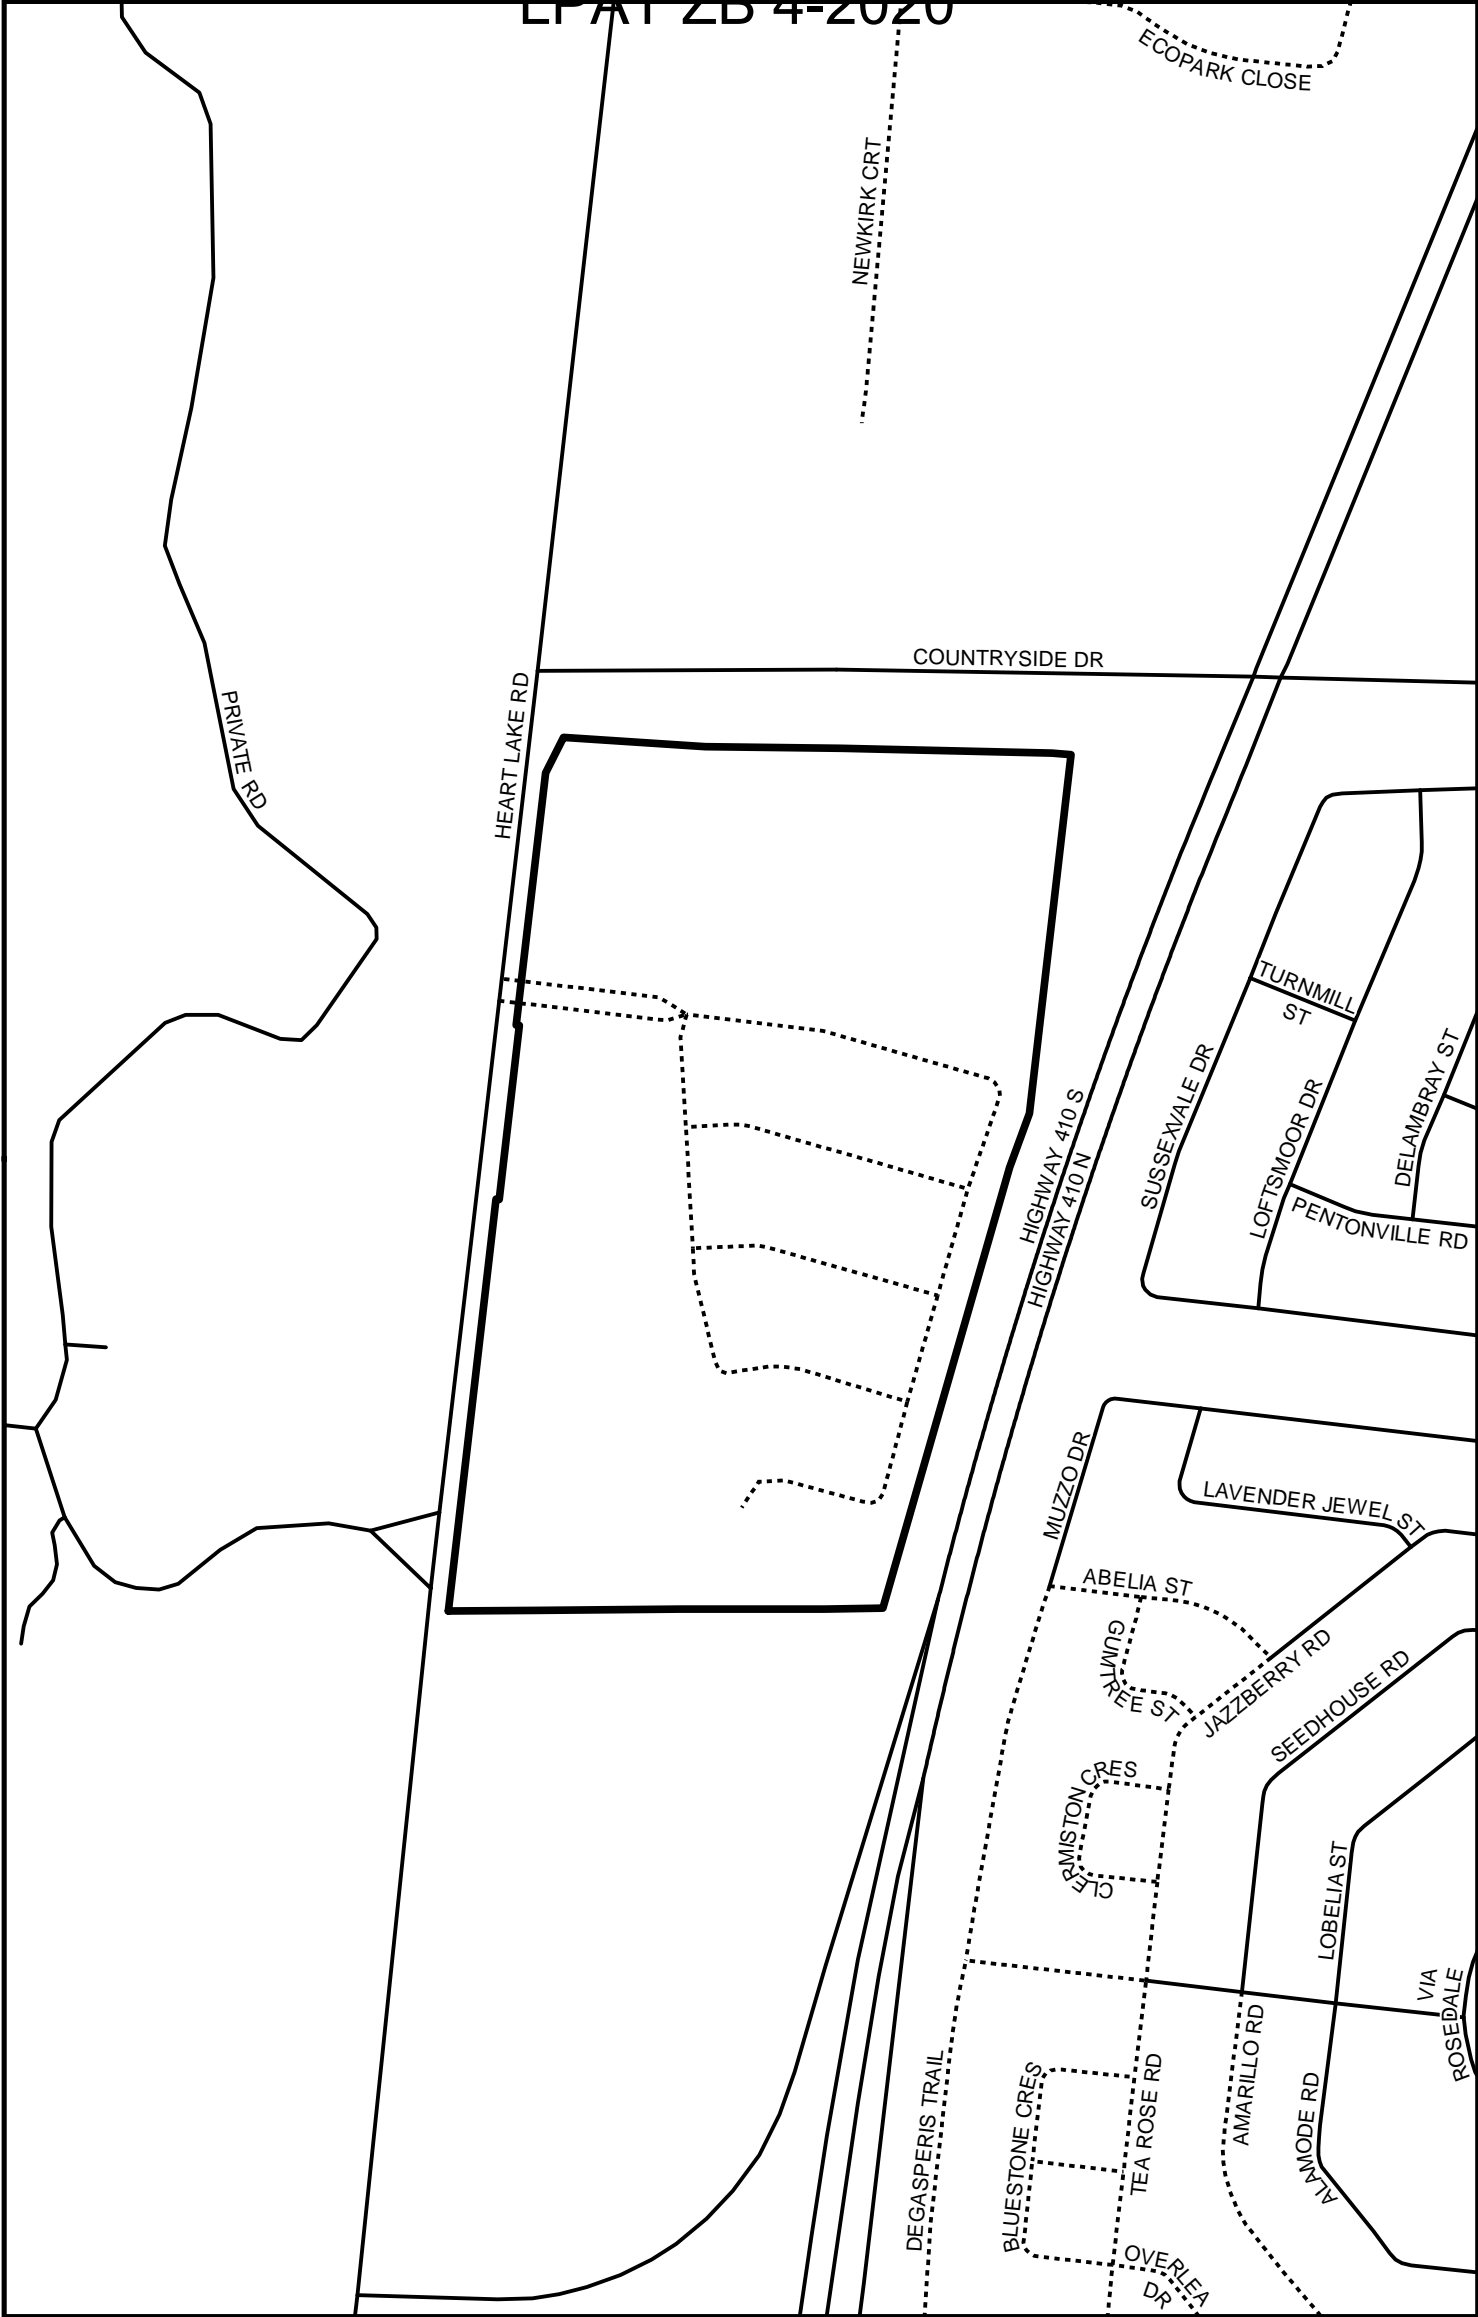 LPAT ZB 4-2020
ECOPARK CLOSE
NEWKIRK CRT
COUNTRYSIDE DR
HEART LAKE RD
PRIVATE RD
TURNMILL
ST
SUSSEXVALE DR
LOFTSMOOR DR
DELAMBRAY ST
PENTONVILLE RD
HIGHWAY 410 S
HIGHWAY 410 N
MUZZO DR
LAVENDER JEWEL ST
ABELIA ST
GUMTREE ST
JAZZBERRY RD
SEEDHOUSE RD
CLERMISTON CRES
LOBELIA ST
VIA
ROSEDALE
AMARILLO RD
ALAMODE RD
TEA ROSE RD
DEGASPERIS TRAIL
BLUESTONE CRES
OVERLEA
DR